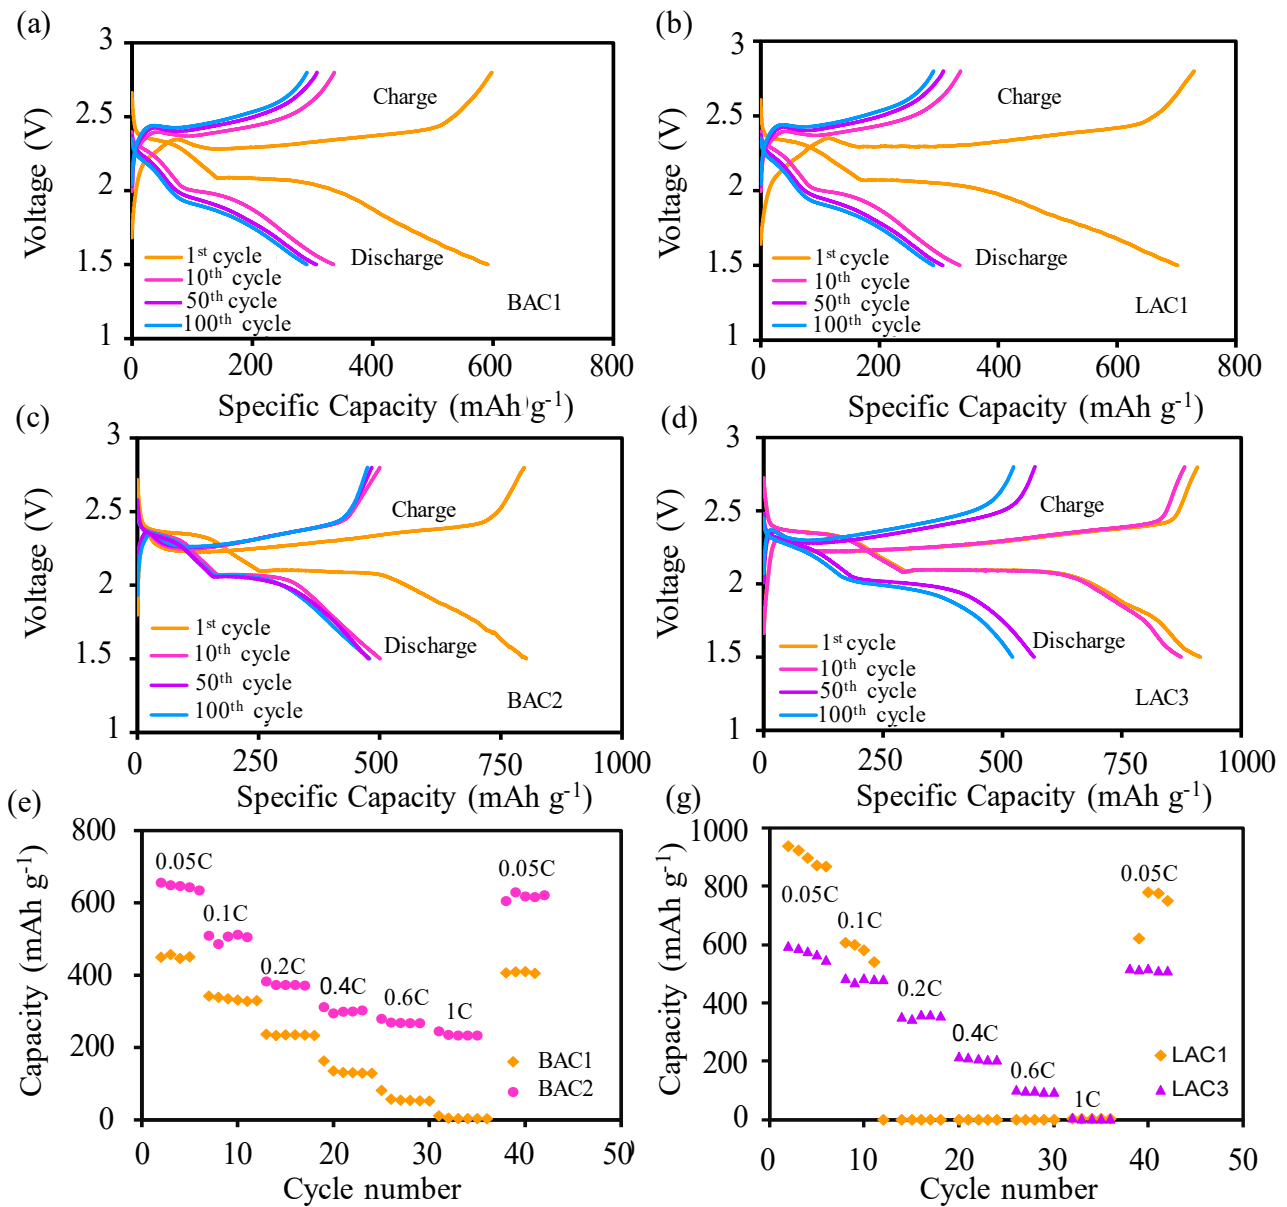 (a)
3
2.5
2
1.5
1
Voltage (V)
Charge
Discharge
1st cycle
10th cycle
50th cycle
100th cycle
BAC1
0
200
400
600
800
Specific Capacity (mAh g-1)
(b)
3
2.5
2
1.5
1
Voltage (V)
Charge
Discharge
1st cycle
10th cycle
50th cycle
100th cycle
LAC1
0
200
400
600
800
Specific Capacity (mAh g-1)
(c)
3
2.5
2
1.5
1
Voltage (V)
Charge
Discharge
1st cycle
10th cycle
50th cycle
100th cycle
BAC2
0
250
500
750
1000
Specific Capacity (mAh g-1)
(d)
3
2.5
2
1.5
1
Voltage (V)
Charge
Discharge
1st cycle
10th cycle
50th cycle
100th cycle
LAC3
0
250
500
750
1000
Specific Capacity (mAh g-1)
(e)
800
600
400
200
0
Capacity (mAh g-1)
0.05C
0.1C
0.2C
0.4C
0.6C
1C
0.05C
BAC1
BAC2
0
10
20
30
40
50
Cycle number
(g)
1000
800
600
400
200
0
Capacity (mAh g-1)
0.05C
0.1C
0.2C
0.4C
0.6C
1C
0.05C
LAC1
LAC3
0
10
20
30
40
50
Cycle number